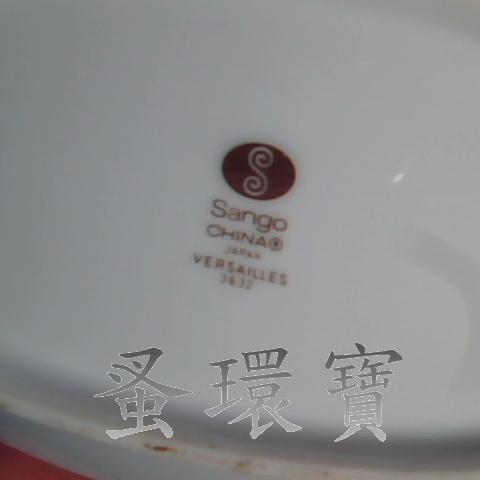 S
Sango
CHINA®
JAPAN
VERSAILLES
3632
蚤環寶